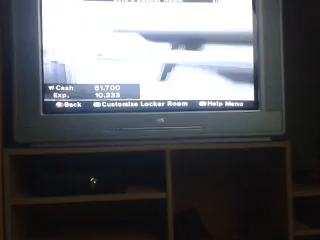 W Cash 61,700
Exp. 10,333
Back Customize Locker Room Help Menu